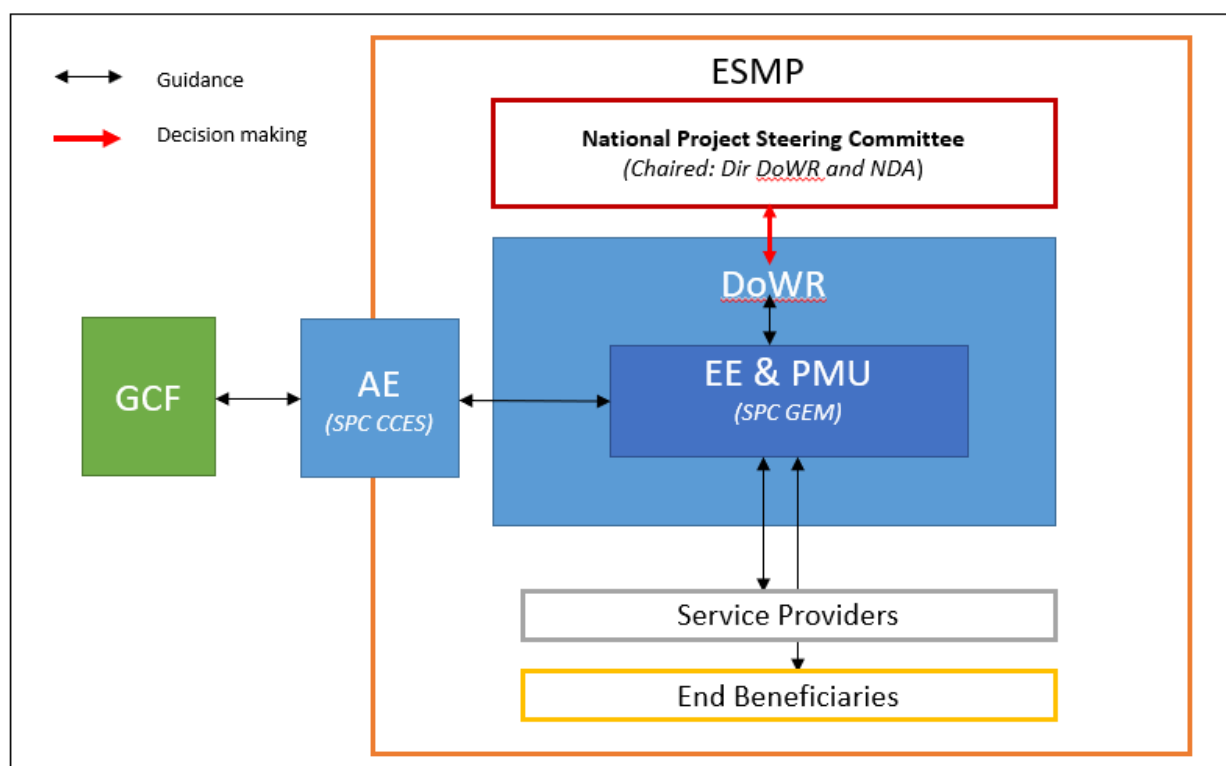 Guidance
Decision making
ESMP
National Project Steering Committee
(Chaired: Dir DoWR and NDA)
DoWR
GCF
AE
(SPC CCES)
EE & PMU
(SPC GEM)
Service Providers
End Beneficiaries